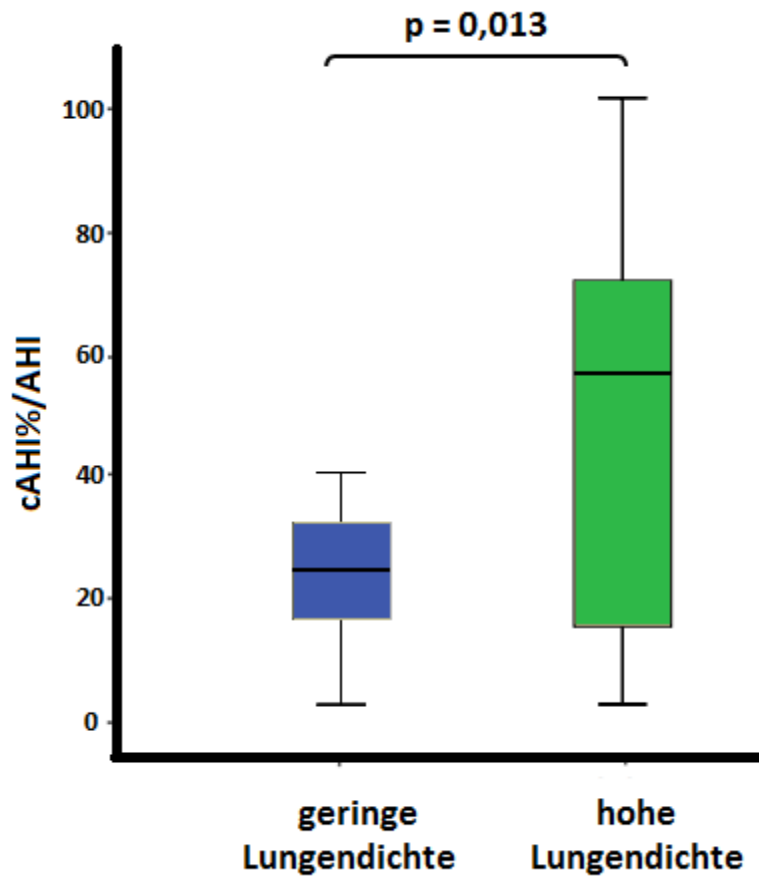 p = 0,013
cAHI%/AHI
100
80
60
40
20
0
geringe
Lungendichte
hohe
Lungendichte